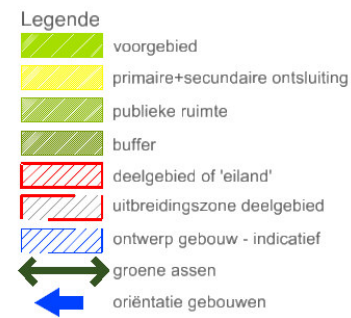 Legende
voorgebied
primaire+secundaire ontsluiting
publieke ruimte
buffer
deelgebied of 'eiland'
uitbreidingszone deelgebied
ontwerp gebouw - indicatief
groene assen
oriëntatie gebouwen